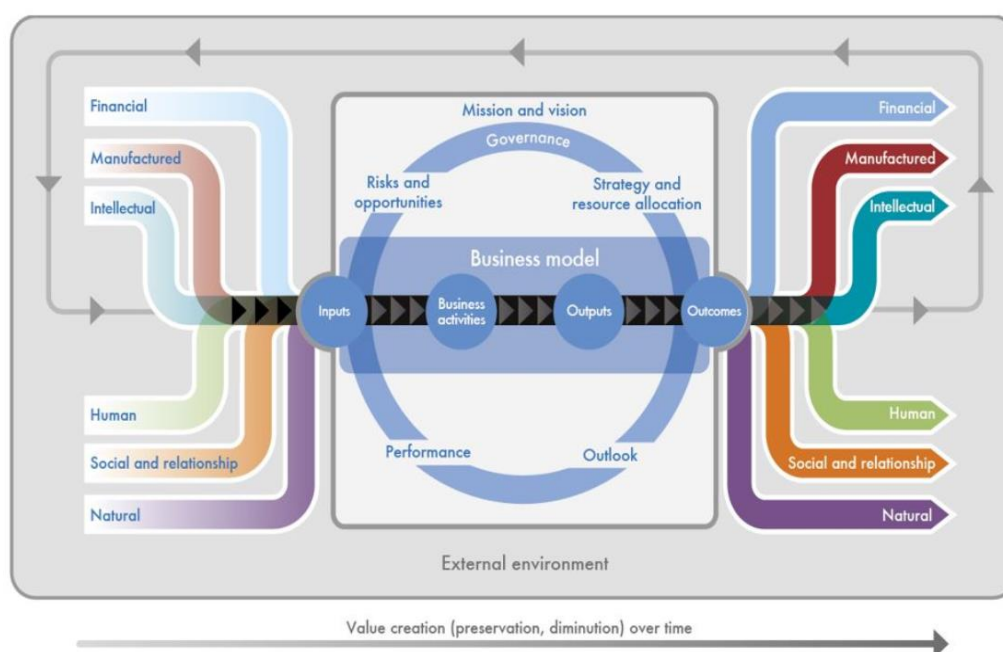 Financial
Manufactured
Intellectual
Human
Social and relationship
Natural
Mission and vision
Governance
Risks and
opportunities
Strategy and
resource allocation
Business model
Inputs
Business
activities
Outputs
Outcomes
Performance
Outlook
Financial
Manufactured
Intellectual
Human
Social and relationship
Natural
External environment
Value creation (preservation, diminution) over time